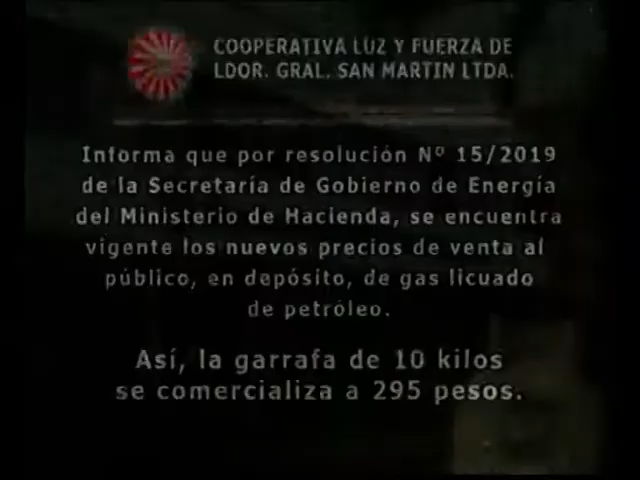 COOPERATIVA LUZ Y FUERZA DE
LDOR. GRAL. SAN MARTIN LTDA.
Informa que por resolución Nº 15/2019
de la Secretaría de Gobierno de Energía
del Ministerio de Hacienda, se encuentra
vigente los nuevos precios de venta al
público, en depósito, de gas licuado
de petróleo.
Así, la garrafa de 10 kilos
se comercializa a 295 pesos.